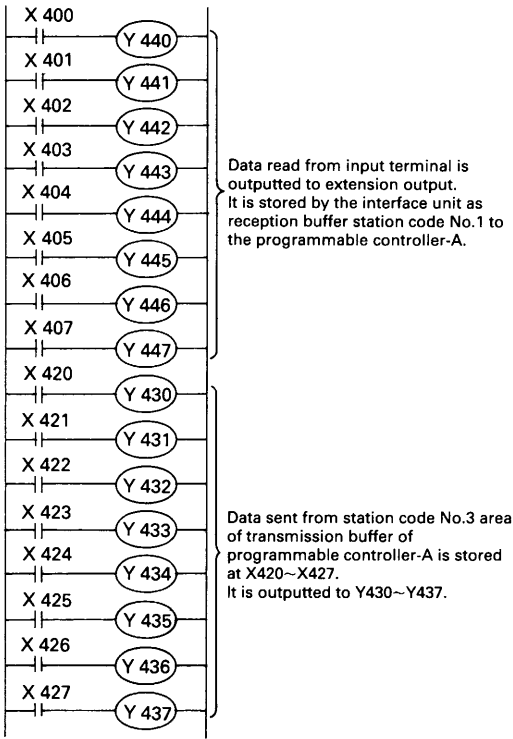 X 400
Y 440
X 401
Y 441
X 402
Y 442
X 403
Y 443
X 404
Y 444
X 405
Y 445
X 406
Y 446
X 407
Y 447
Data read from input terminal is
outputted to extension output.
It is stored by the interface unit as
reception buffer station code No.1 to
the programmable controller-A.
X 420
Y 430
X 421
Y 431
X 422
Y 432
X 423
Y 433
X 424
Y 434
X 425
Y 435
X 426
Y 436
X 427
Y 437
Data sent from station code No.3 area
of transmission buffer of
programmable controller-A is stored
at X420~X427.
It is outputted to Y430~Y437.